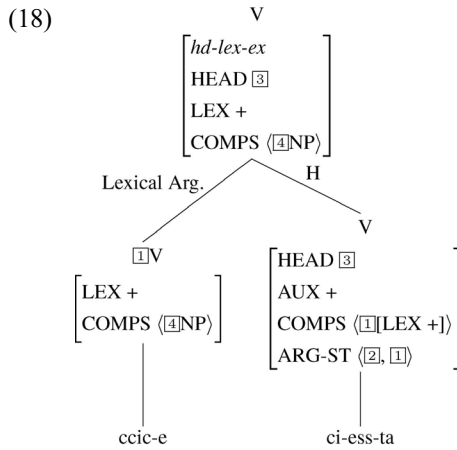 (18)
V
hd-lex-ex
HEAD 3
LEX +
COMPS ⟨4NP⟩
Lexical Arg.
H
1V
LEX +
COMPS ⟨4NP⟩
V
HEAD 3
AUX +
COMPS ⟨1[LEX +]⟩
ARG-ST ⟨2, 1⟩
ccic-e
ci-ess-ta